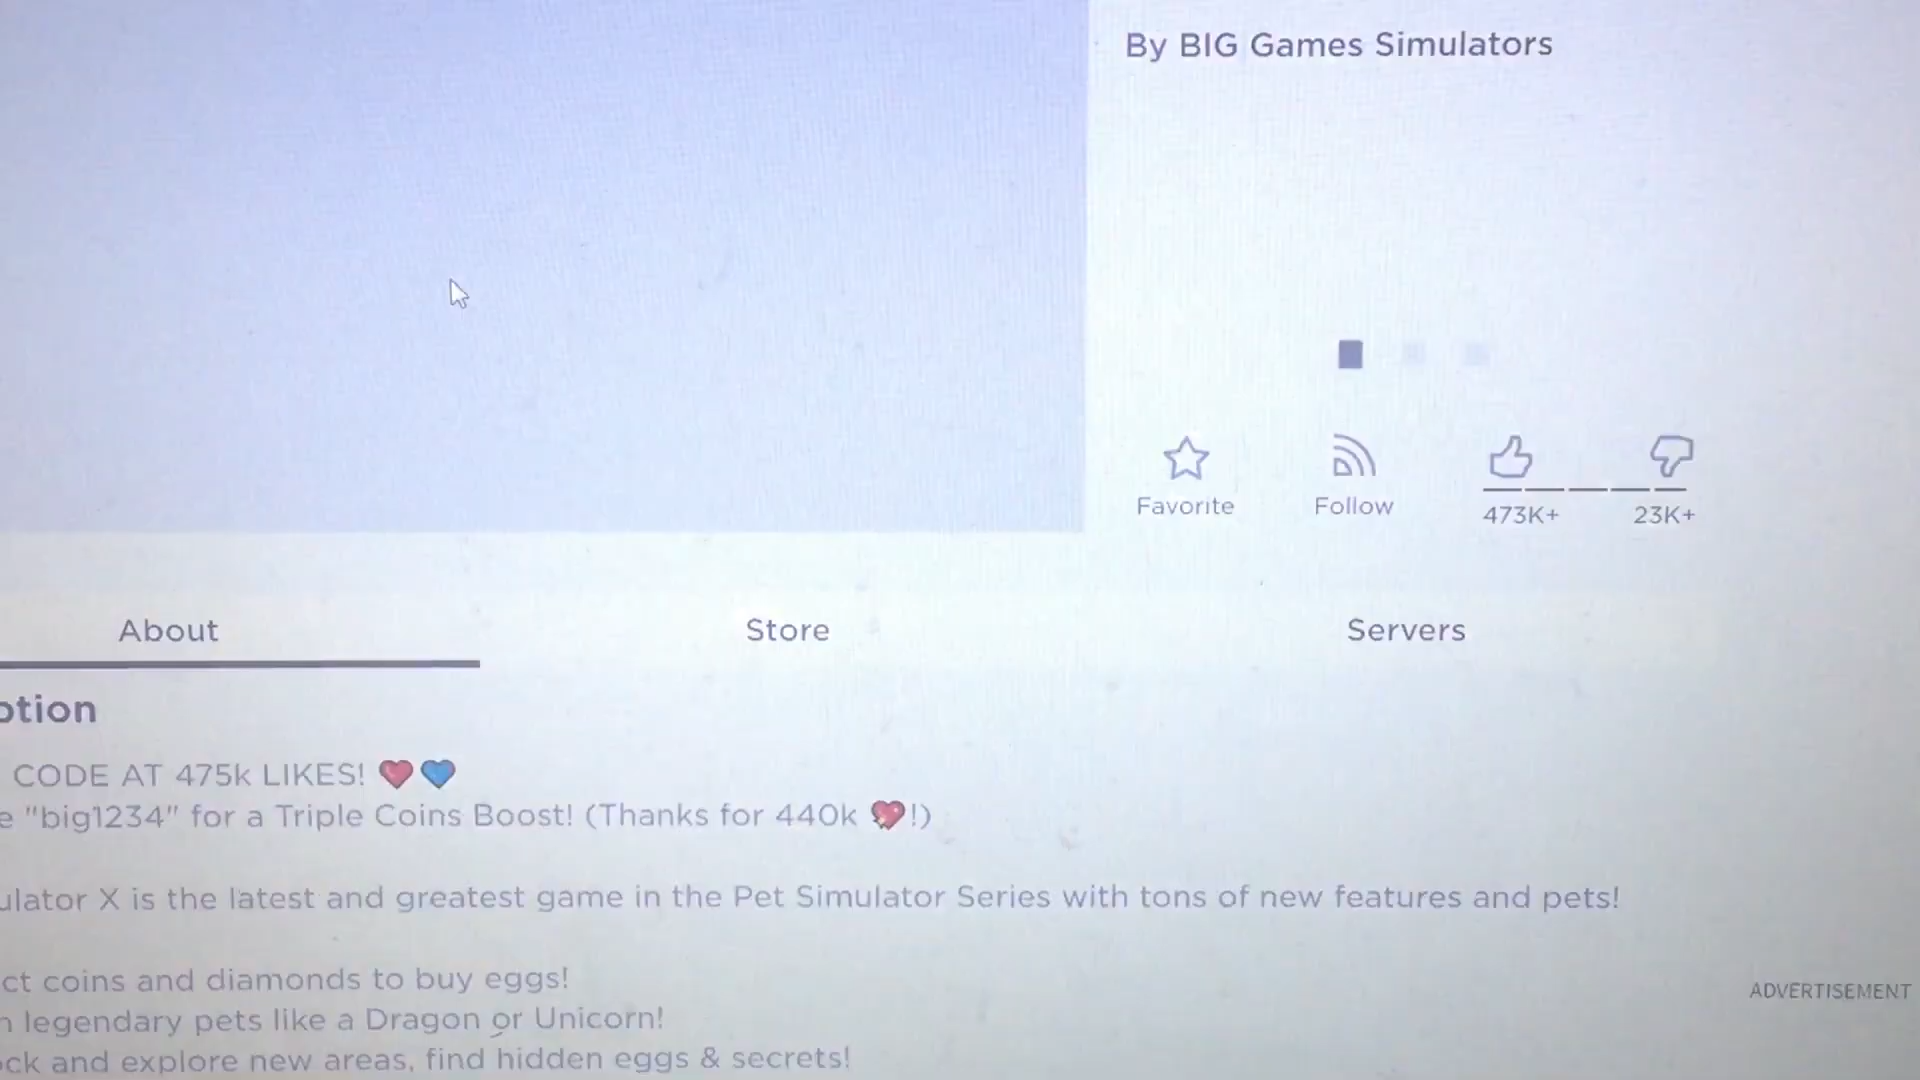 By BIG Games Simulators
Favorite
Follow
473K+
23K+
About
Store
Servers
ption
CODE AT 475k LIKES! ❤️💙
e "big1234" for a Triple Coins Boost! (Thanks for 440k 💘!)
ulator X is the latest and greatest game in the Pet Simulator Series with tons of new features and pets!
ct coins and diamonds to buy eggs!
legendary pets like a Dragon or Unicorn!
ck and explore new areas, find hidden eggs & secrets!
ADVERTISEMENT